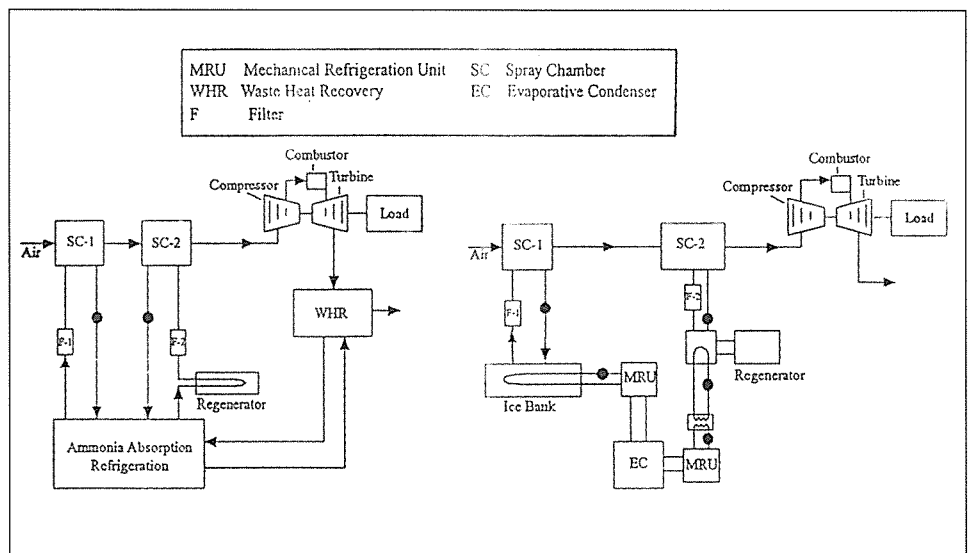 MRU Mechanical Refrigeration Unit SC Spray Chamber
WHR Waste Heat Recovery EC Evaporative Condenser
F Filter
Combustor
Turbine
Compressor
Load
SC-1
SC-2
Air
WHR
F-1
F-2
Regenerator
Ammonia Absorption
Refrigeration
Combustor
Turbine
Compressor
Load
SC-1
SC-2
Air
F-1
F-2
Regenerator
MRU
Ice Bank
EC
MRU